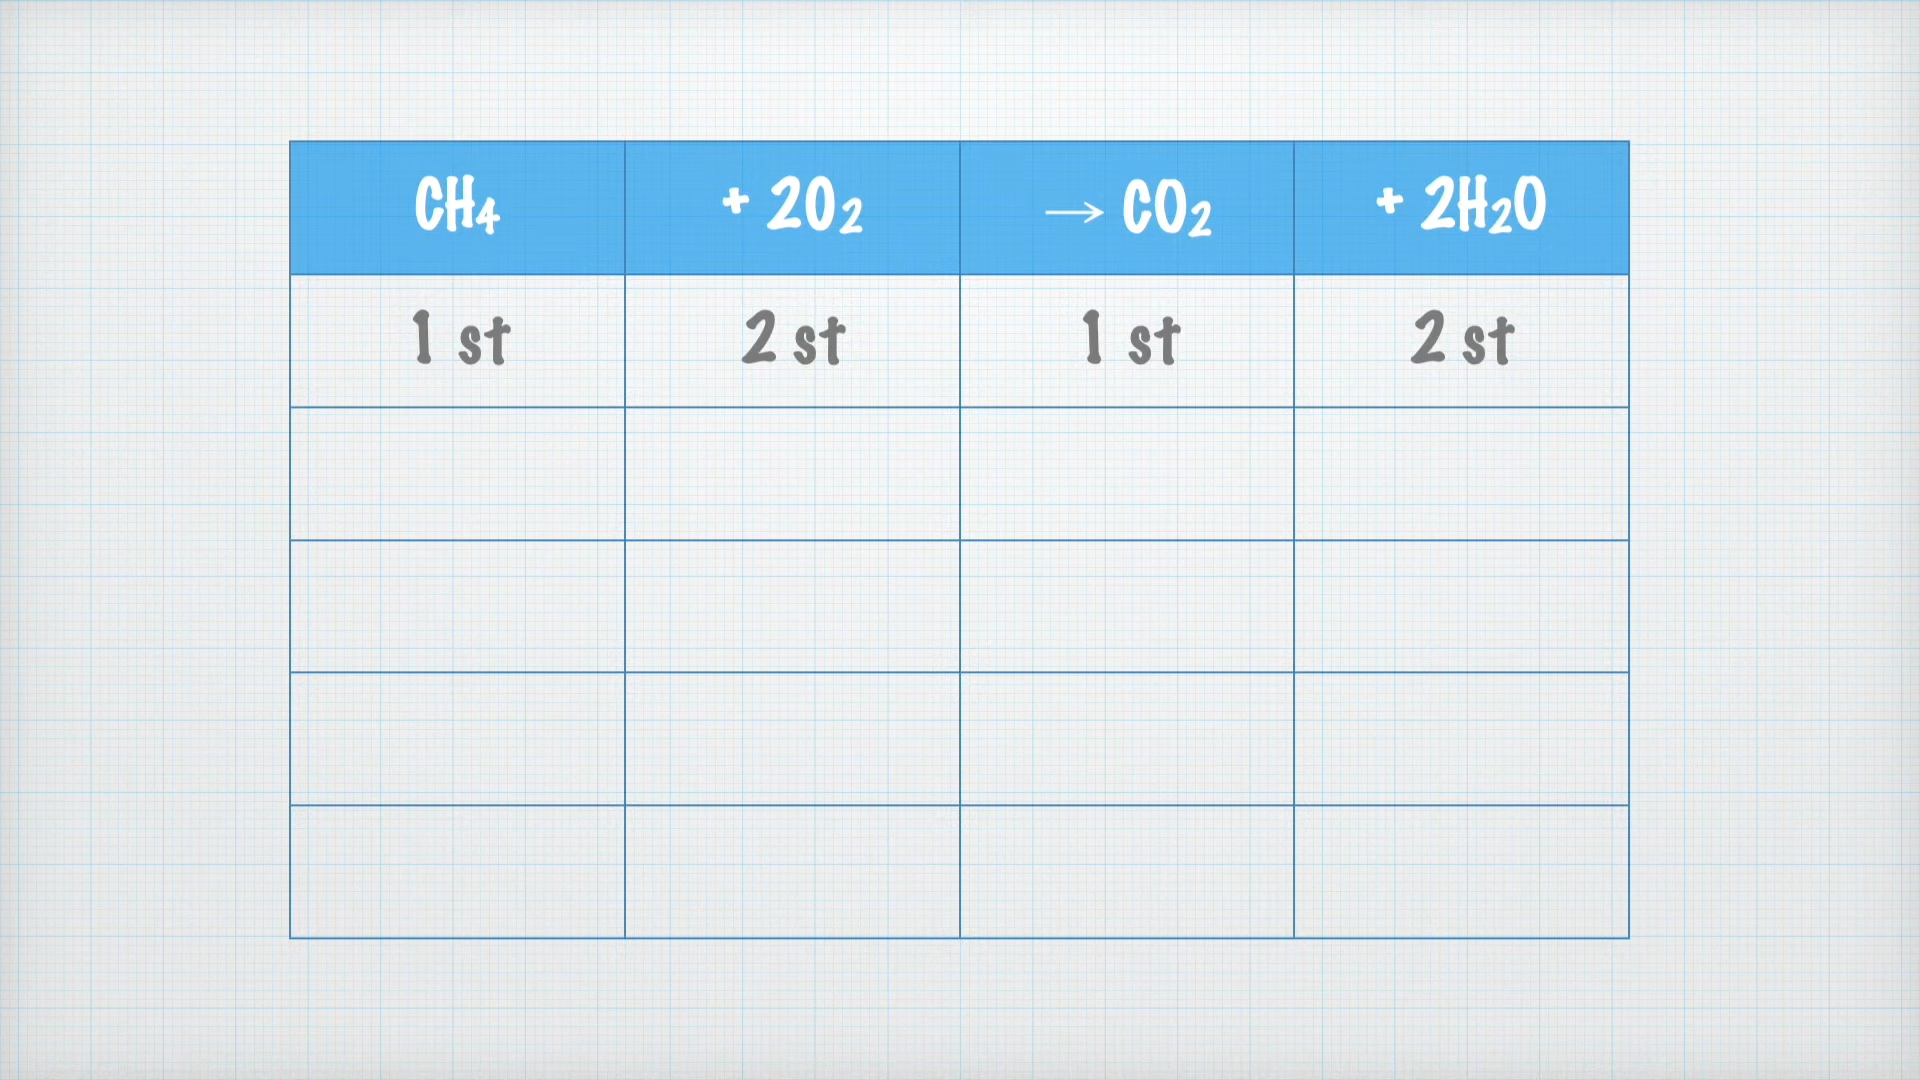 CH₄ + 2O₂ → CO₂ + 2H₂O
1 st 2 st 1 st 2 st